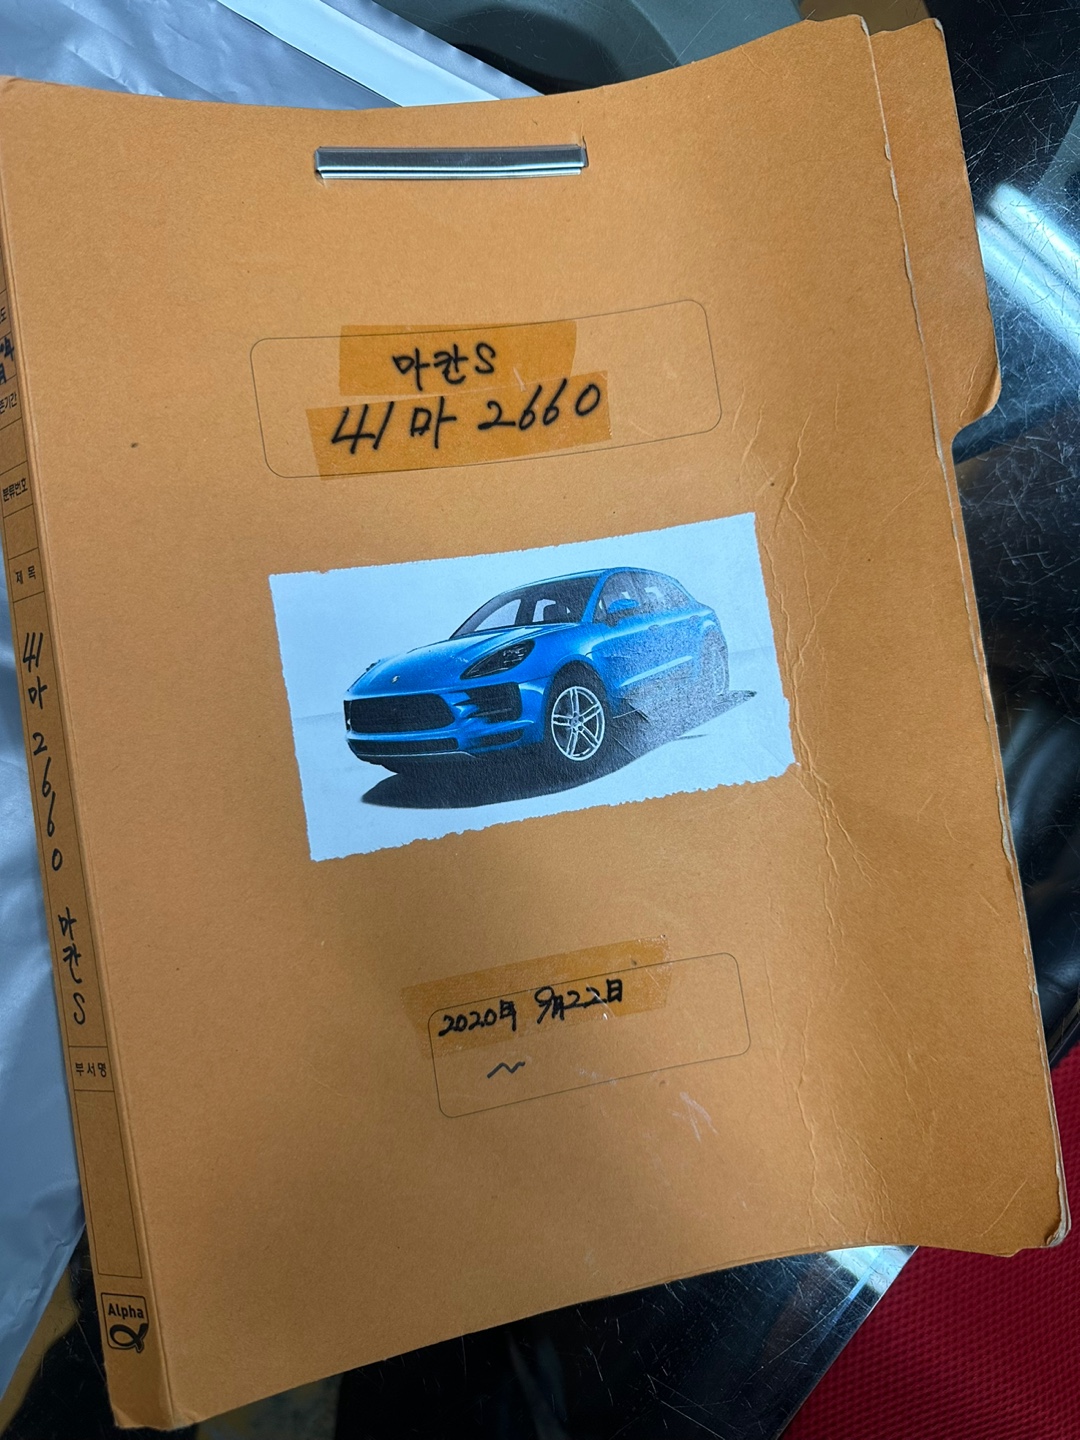 마칸S
41마 2660
2020年 9月22日
~
분류번호
제목
41마 2660 마칸S
부서명
Alpha